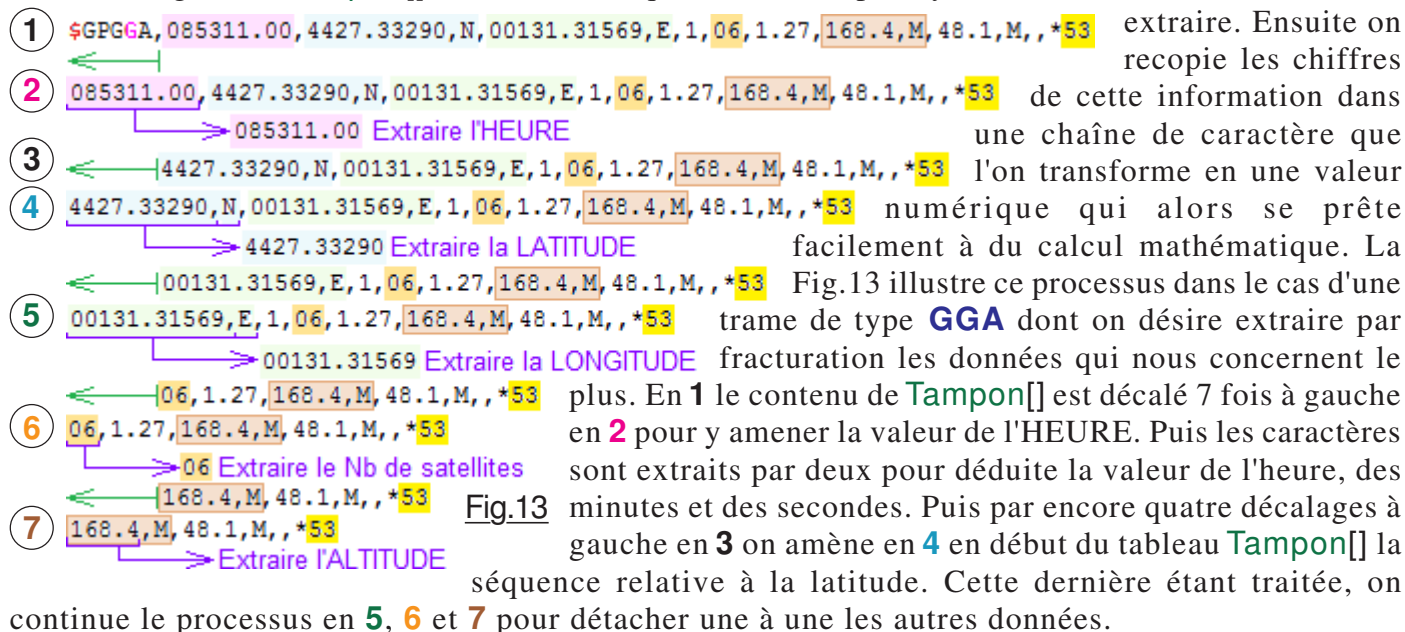 1 $GPGGA,085311.00,4427.33290,N,00131.31569,E,1,06,1.27,168.4,M,48.1,M,,*53 extraire. Ensuite on
recopie les chiffres
2 085311.00,4427.33290,N,00131.31569,E,1,06,1.27,168.4,M,48.1,M,,*53 de cette information dans
085311.00 Extraire l'HEURE une chaîne de caractère que
3 4427.33290,N,00131.31569,E,1,06,1.27,168.4,M,48.1,M,,*53 l'on transforme en une valeur
4 4427.33290,N,00131.31569,E,1,06,1.27,168.4,M,48.1,M,,*53 numérique qui alors se prête
4427.33290 Extraire la LATITUDE facilement à du calcul mathématique. La
00131.31569,E,1,06,1.27,168.4,M,48.1,M,,*53 Fig.13 illustre ce processus dans le cas d'une
5 00131.31569,E,1,06,1.27,168.4,M,48.1,M,,*53 trame de type GGA dont on désire extraire par
00131.31569 Extraire la LONGITUDE fracturation les données qui nous concernent le
06,1.27,168.4,M,48.1,M,,*53 plus. En 1 le contenu de Tampon[] est décalé 7 fois à gauche
6 06,1.27,168.4,M,48.1,M,,*53 en 2 pour y amener la valeur de l'HEURE. Puis les caractères
06 Extraire le Nb de satellites sont extraits par deux pour déduite la valeur de l'heure, des
168.4,M,48.1,M,,*53 Fig.13 minutes et des secondes. Puis par encore quatre décalages à
7 168.4,M,48.1,M,,*53 gauche en 3 on amène en 4 en début du tableau Tampon[] la
Extraire l'ALTITUDE séquence relative à la latitude. Cette dernière étant traitée, on
continue le processus en 5, 6 et 7 pour détacher une à une les autres données.